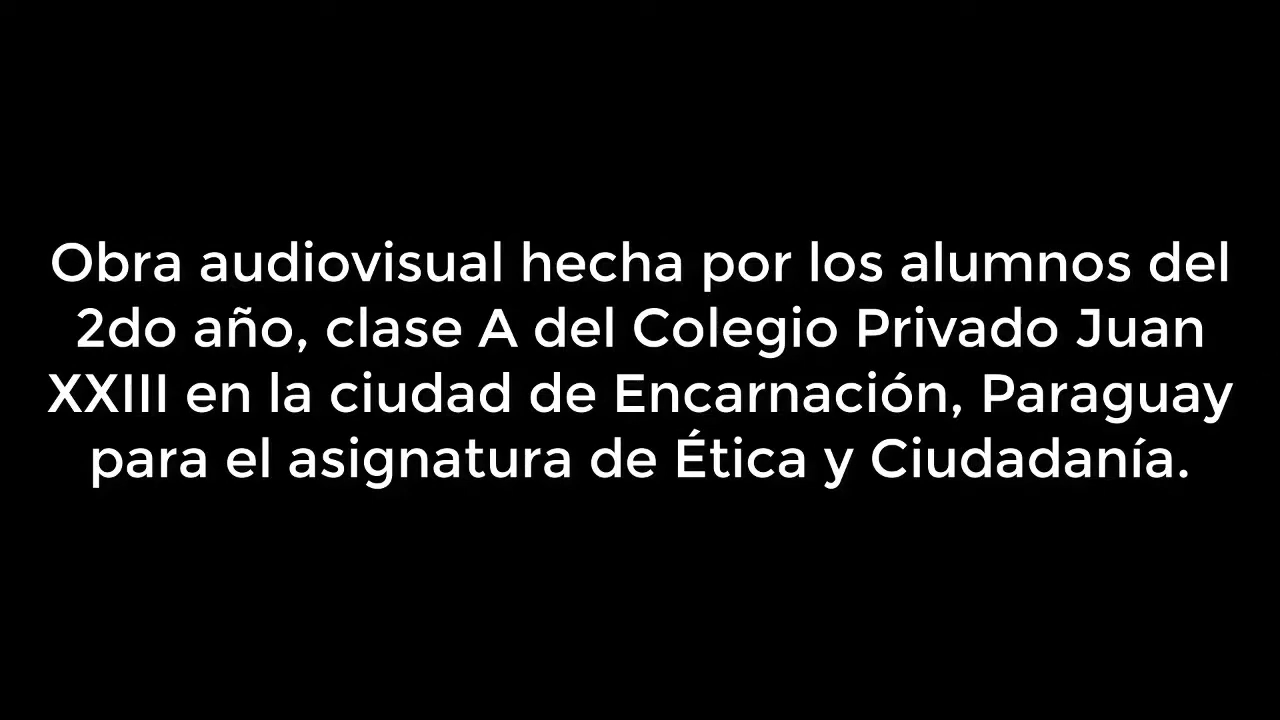 Obra audiovisual hecha por los alumnos del
2do año, clase A del Colegio Privado Juan
XXIII en la ciudad de Encarnación, Paraguay
para el asignatura de Ética y Ciudadanía.